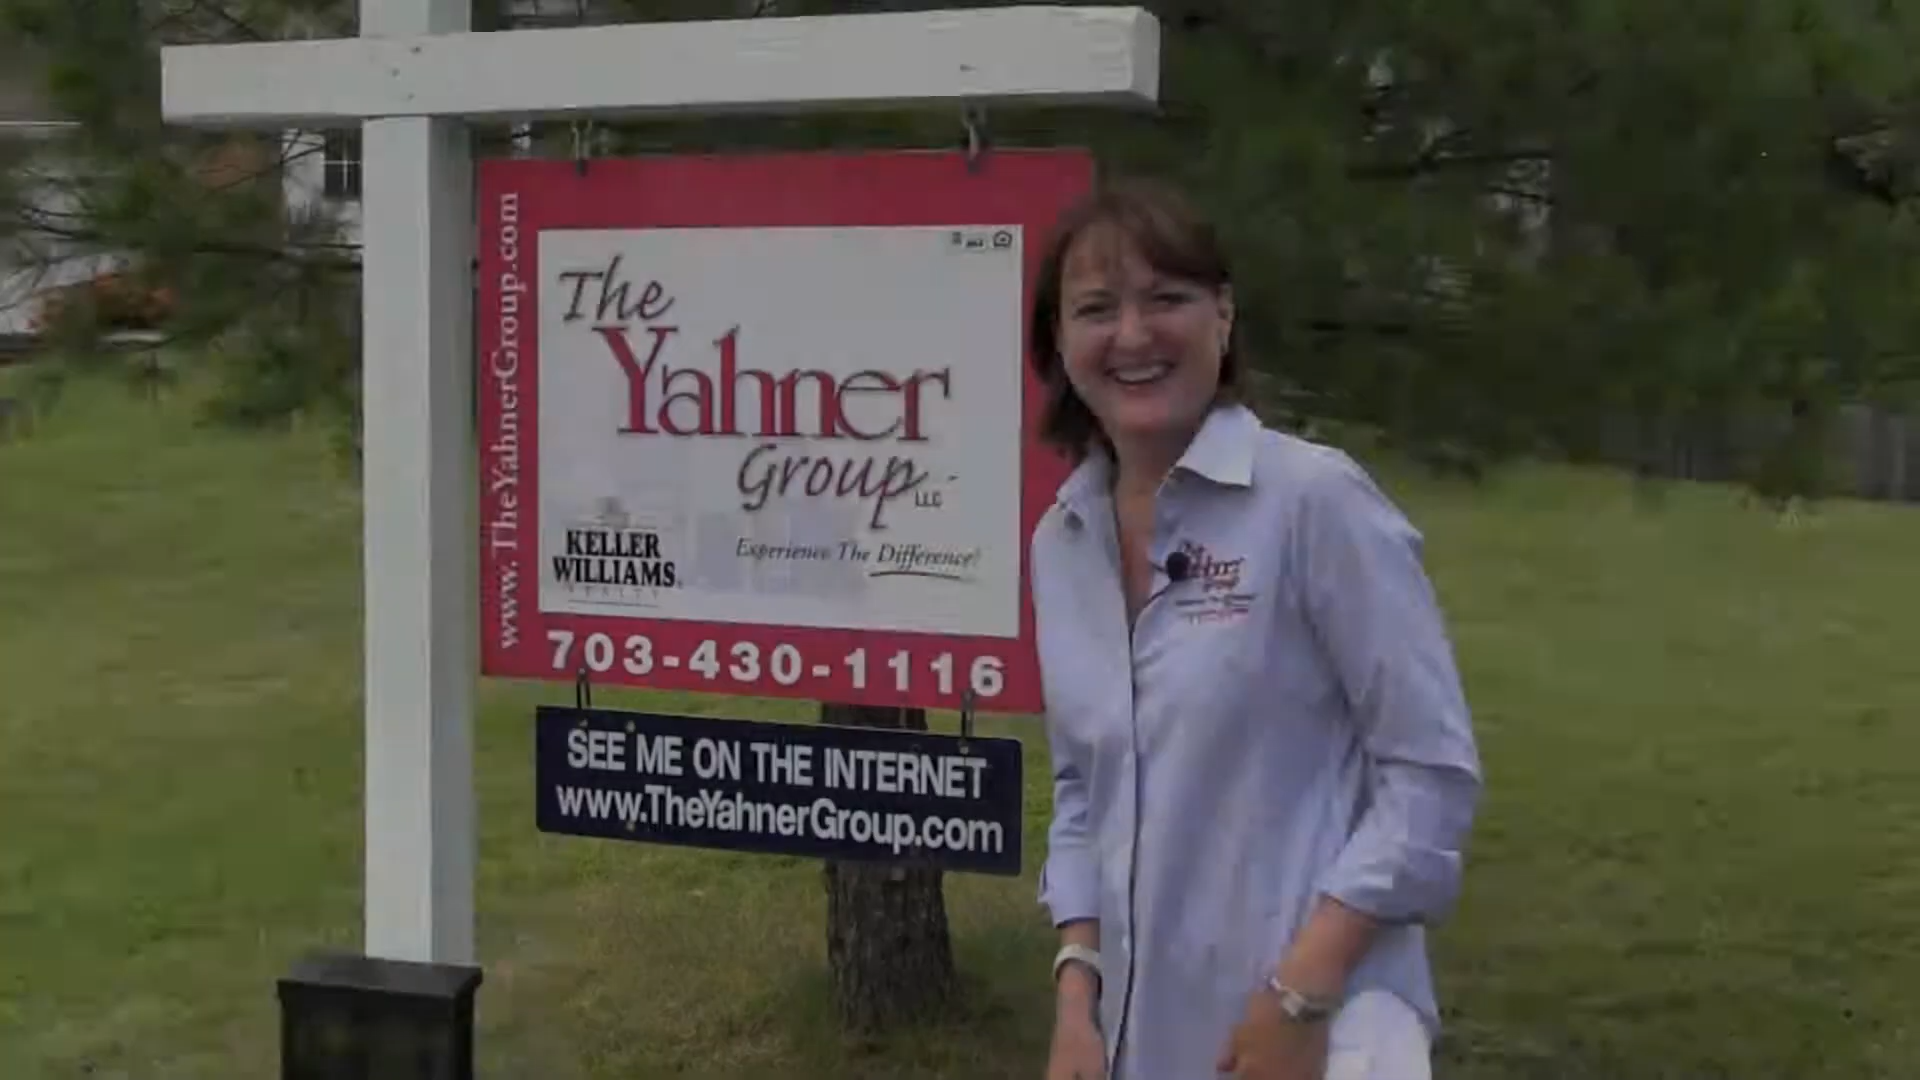 www.TheYahnerGroup.com
The
Yahner
Group LLC
KELLER
WILLIAMS
REALTY
Experience The Difference!
703-430-1116
SEE ME ON THE INTERNET
www.TheYahnerGroup.com